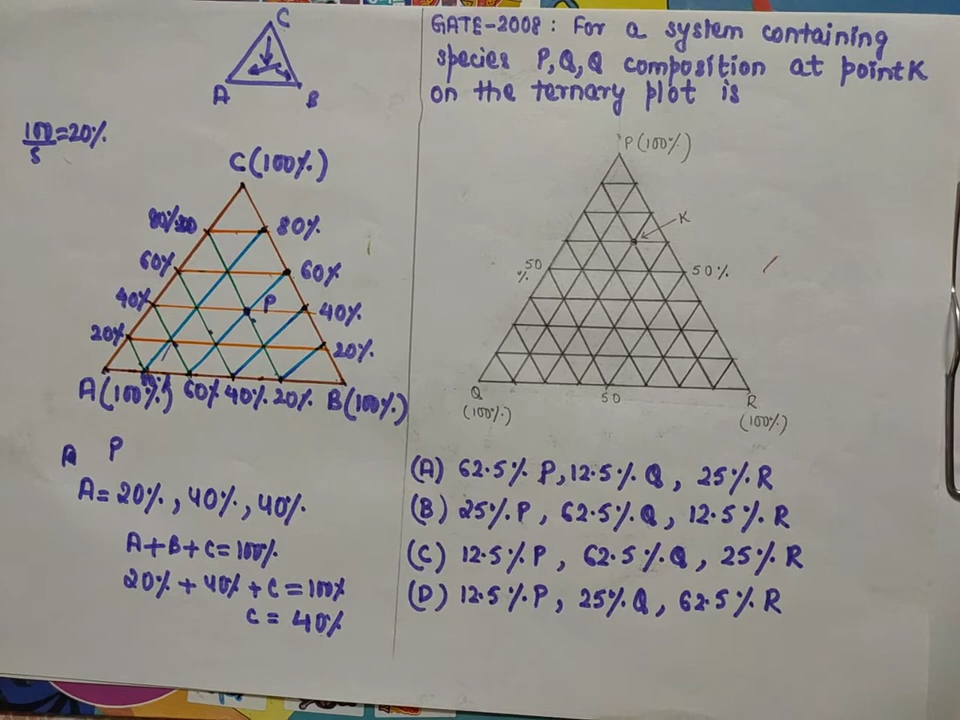 C
A
B
100/5=20%
C(100%)
80%
80%
60%
60%
40%
P
40%
20%
20%
A(100%)
60%
40%
20%
B(100%)
A P
A=20%, 40%, 40%
A+B+C=100%
20%+40%+C=100%
C=40%
GATE-2008: For a system containing
species P,Q,Q composition at point K
on the ternary plot is
P(100%)
K
50
%
50%
Q
(100%)
50
R
(100%)
(A) 62.5% P, 12.5% Q, 25% R
(B) 25% P, 62.5% Q, 12.5% R
(C) 12.5% P, 62.5% Q, 25% R
(D) 12.5% P, 25% Q, 62.5% R